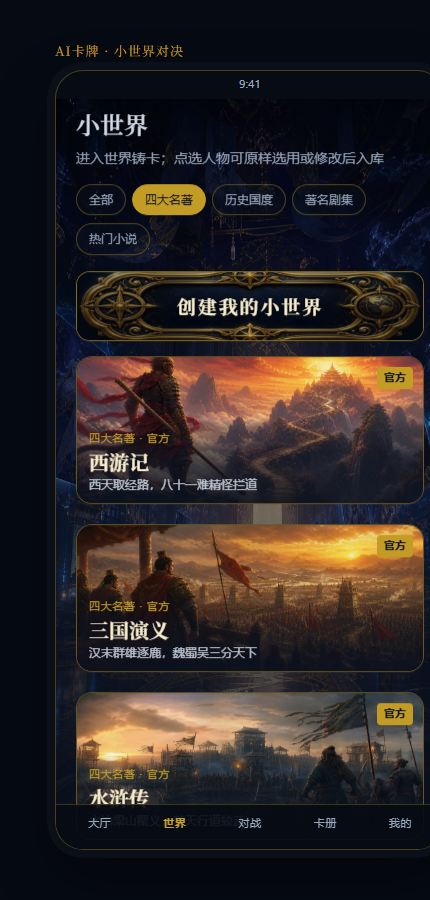 AI卡牌 · 小世界对决
9:41
小世界
进入世界铸卡；点选人物可原样选用或修改后入库
全部 四大名著 历史国度 著名剧集
热门小说
创建我的小世界
官方
四大名著 · 官方
西游记
西天取经路，八十一难精怪拦道
官方
四大名著 · 官方
三国演义
汉末群雄逐鹿，魏蜀吴三分天下
官方
四大名著 · 官方
水浒传
大厅 世界 对战 卡册 我的